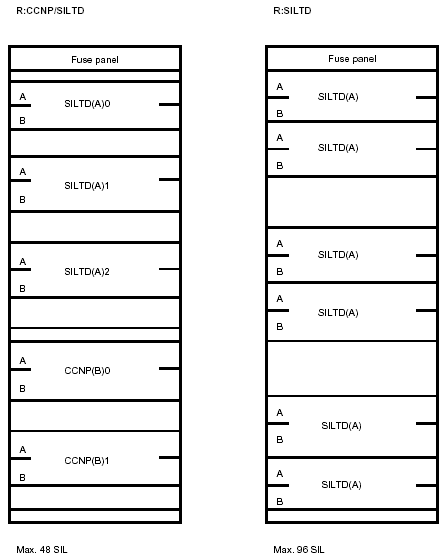 R:CCNP/SILTD
Fuse panel
A
SILTD(A)0
B
A
SILTD(A)1
B
A
SILTD(A)2
B
A
CCNP(B)0
B
A
CCNP(B)1
B
Max. 48 SIL
R:SILTD
Fuse panel
A
SILTD(A)
B
A
SILTD(A)
B
A
SILTD(A)
B
A
SILTD(A)
B
A
SILTD(A)
B
A
SILTD(A)
B
Max. 96 SIL